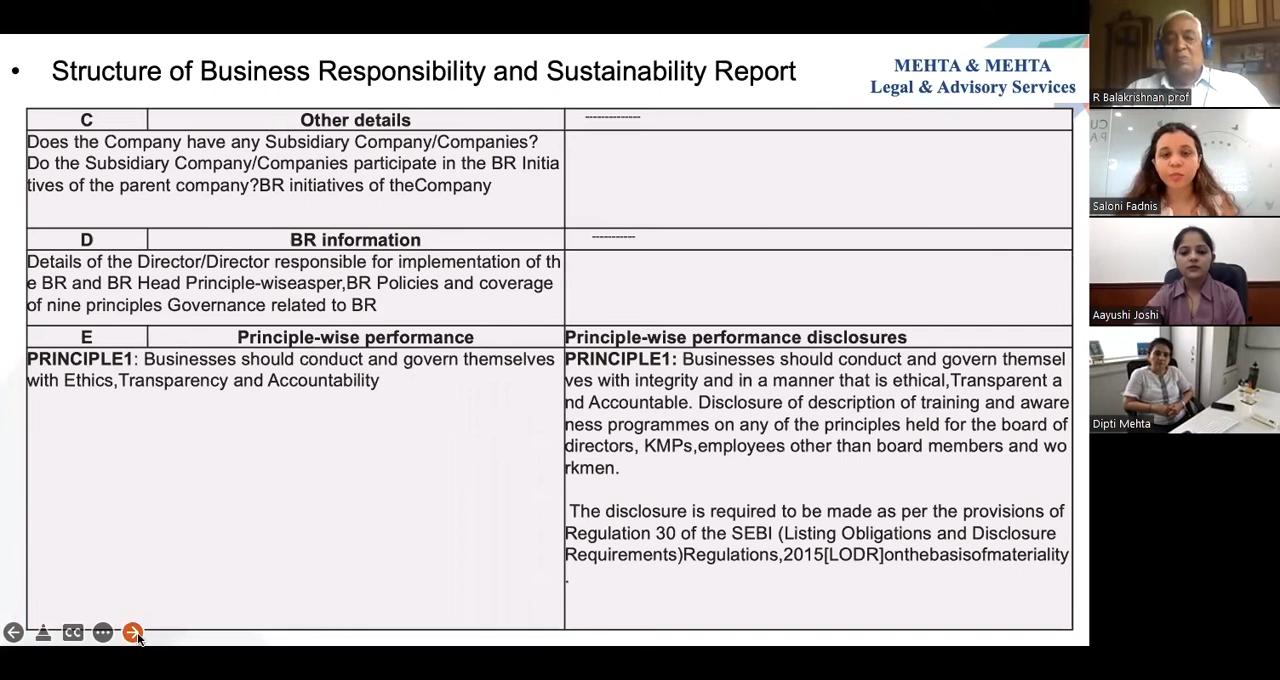 • Structure of Business Responsibility and Sustainability Report
MEHTA & MEHTA
Legal & Advisory Services
C Other details --------------
Does the Company have any Subsidiary Company/Companies?
Do the Subsidiary Company/Companies participate in the BR Initia
tives of the parent company?BR initiatives of theCompany
D BR information -----------
Details of the Director/Director responsible for implementation of th
e BR and BR Head Principle-wiseasper,BR Policies and coverage
of nine principles Governance related to BR
E Principle-wise performance Principle-wise performance disclosures
PRINCIPLE1: Businesses should conduct and govern themselves
with Ethics,Transparency and Accountability
PRINCIPLE1: Businesses should conduct and govern themsel
ves with integrity and in a manner that is ethical,Transparent a
nd Accountable. Disclosure of description of training and aware
ness programmes on any of the principles held for the board of
directors, KMPs,employees other than board members and wo
rkmen.
The disclosure is required to be made as per the provisions of
Regulation 30 of the SEBI (Listing Obligations and Disclosure
Requirements)Regulations,2015[LODR]onthebasisofmateriality
.
CC
R Balakrishnan prof
Saloni Fadnis
Aayushi Joshi
Dipti Mehta